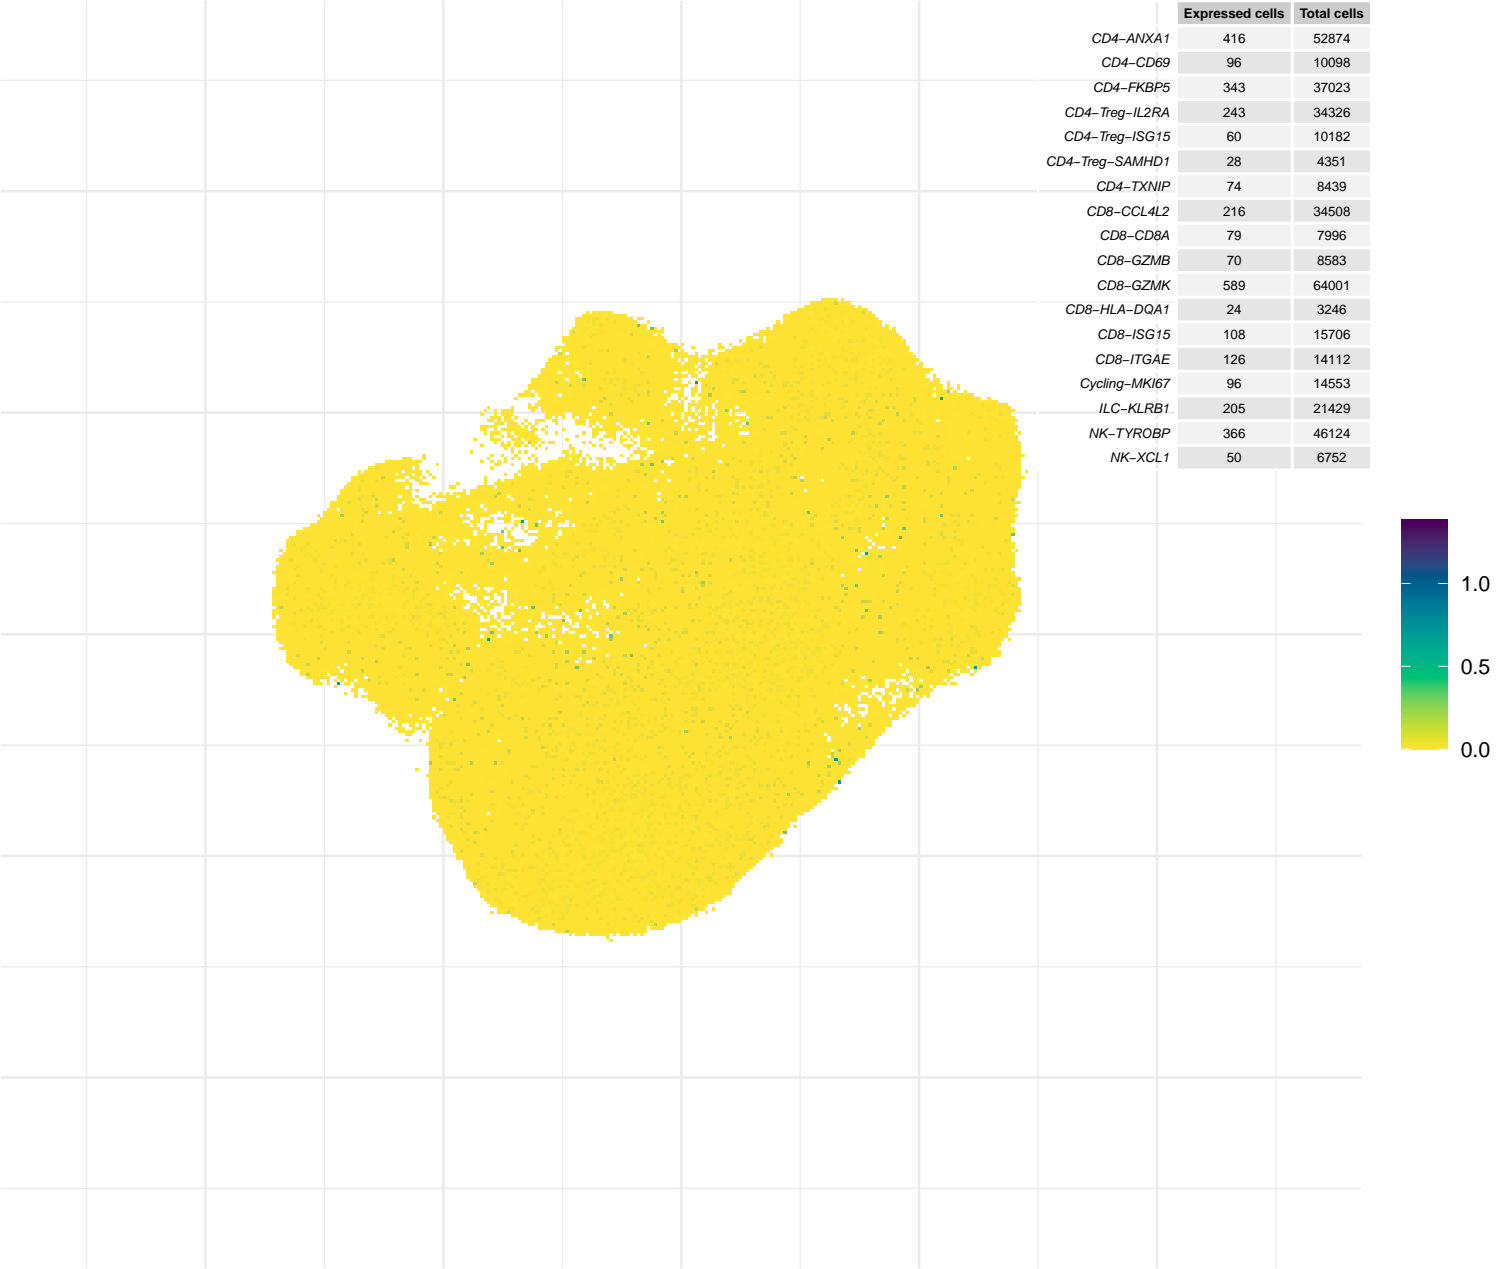 Expressed cells Total cells
CD4−ANXA1 416 52874
CD4−CD69 96 10098
CD4−FKBP5 343 37023
CD4−Treg−IL2RA 243 34326
CD4−Treg−ISG15 60 10182
CD4−Treg−SAMHD1 28 4351
CD4−TXNIP 74 8439
CD8−CCL4L2 216 34508
CD8−CD8A 79 7996
CD8−GZMB 70 8583
CD8−GZMK 589 64001
CD8−HLA−DQA1 24 3246
CD8−ISG15 108 15706
CD8−ITGAE 126 14112
Cycling−MKI67 96 14553
ILC−KLRB1 205 21429
NK−TYROBP 366 46124
NK−XCL1 50 6752
1.0
0.5
0.0